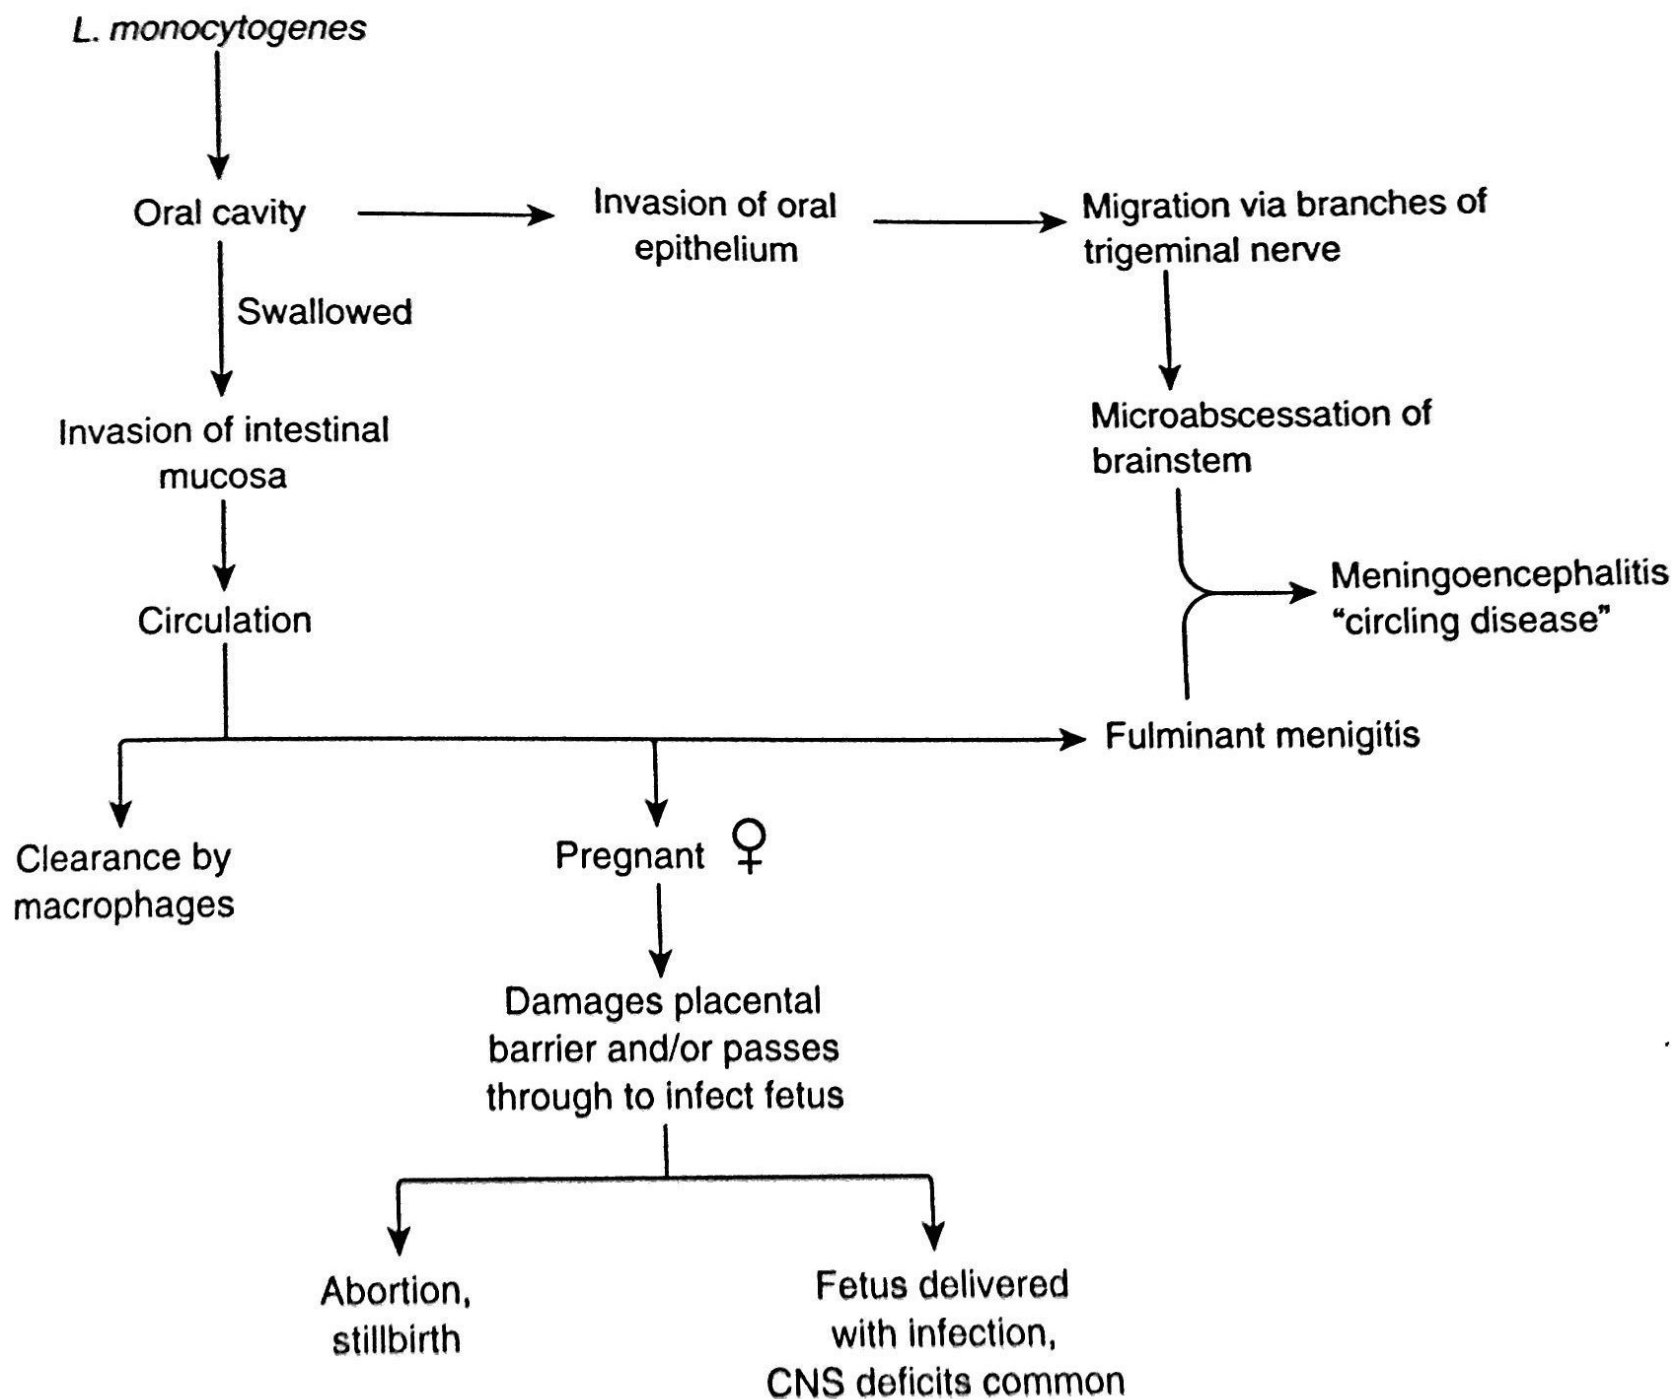 L. monocytogenes
Oral cavity
Invasion of oral
epithelium
Migration via branches of
trigeminal nerve
Swallowed
Invasion of intestinal
mucosa
Microabscessation of
brainstem
Circulation
Meningoencephalitis
“circling disease”
Fulminant menigitis
Clearance by
macrophages
Pregnant ♀
Damages placental
barrier and/or passes
through to infect fetus
Abortion,
stillbirth
Fetus delivered
with infection,
CNS deficits common